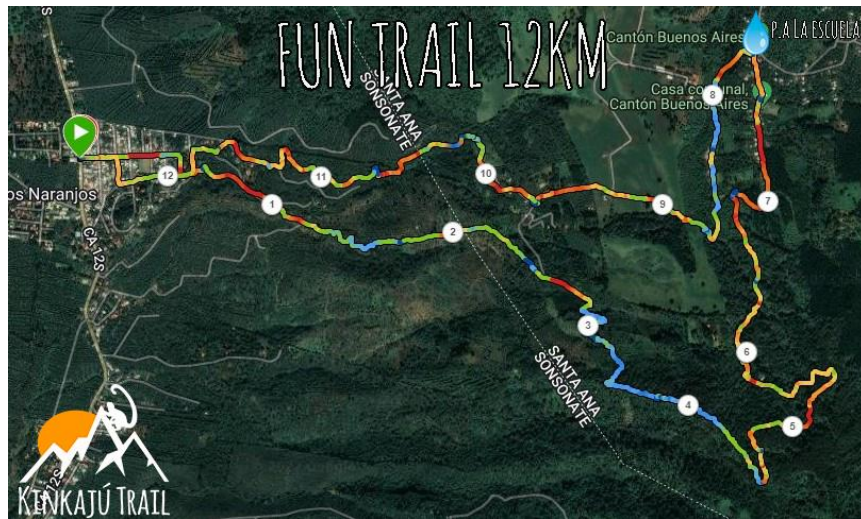 FUN TRAIL 12KM
Cantón Buenos Aires
P.A LA ESCUELA
Casa comunal,
Cantón Buenos Aires
SANTA ANA
SONSONATE
os Naranjos
CA-12S
SANTA ANA
SONSONATE
1
2
3
4
5
6
7
8
9
10
11
12
KINKAJÚ TRAIL